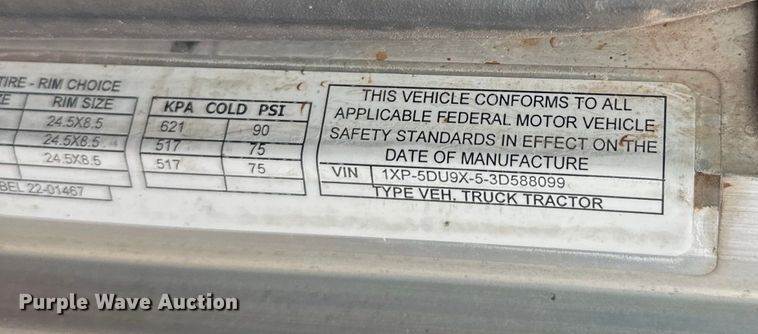 TIRE - RIM CHOICE
RIM SIZE
24.5X8.5
24.5X8.5
24.5X8.5
BEL 22-01467
KPA COLD PSI
621 90
517 75
517 75
THIS VEHICLE CONFORMS TO ALL
APPLICABLE FEDERAL MOTOR VEHICLE
SAFETY STANDARDS IN EFFECT ON THE
DATE OF MANUFACTURE
VIN 1XP-5DU9X-5-3D588099
TYPE VEH. TRUCK TRACTOR
Purple Wave Auction